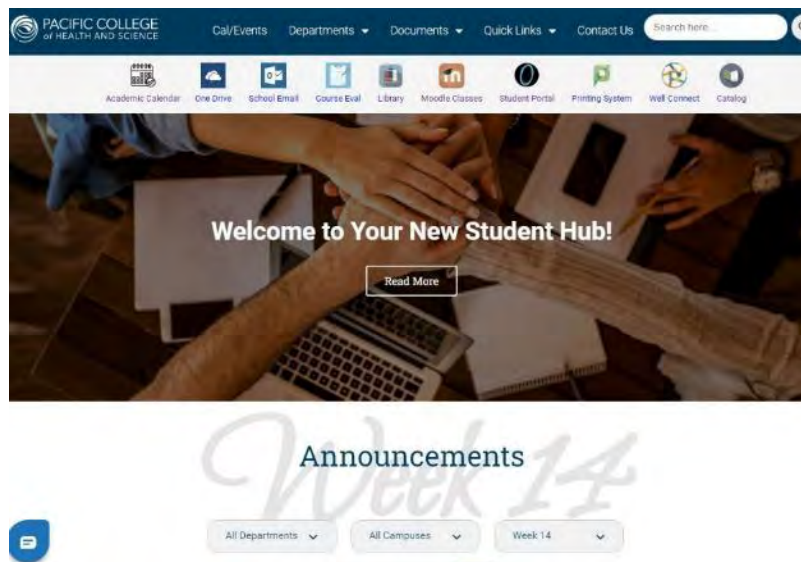 PACIFIC COLLEGE
of HEALTH AND SCIENCE
Cal/Events Departments Documents Quick Links Contact Us Search here...
Academic Calendar One Drive School Email Course Eval Library Moodle Classes Student Portal Printing System Well Connect Catalog
Welcome to Your New Student Hub!
Read More
Week 14
Announcements
All Departments All Campuses Week 14